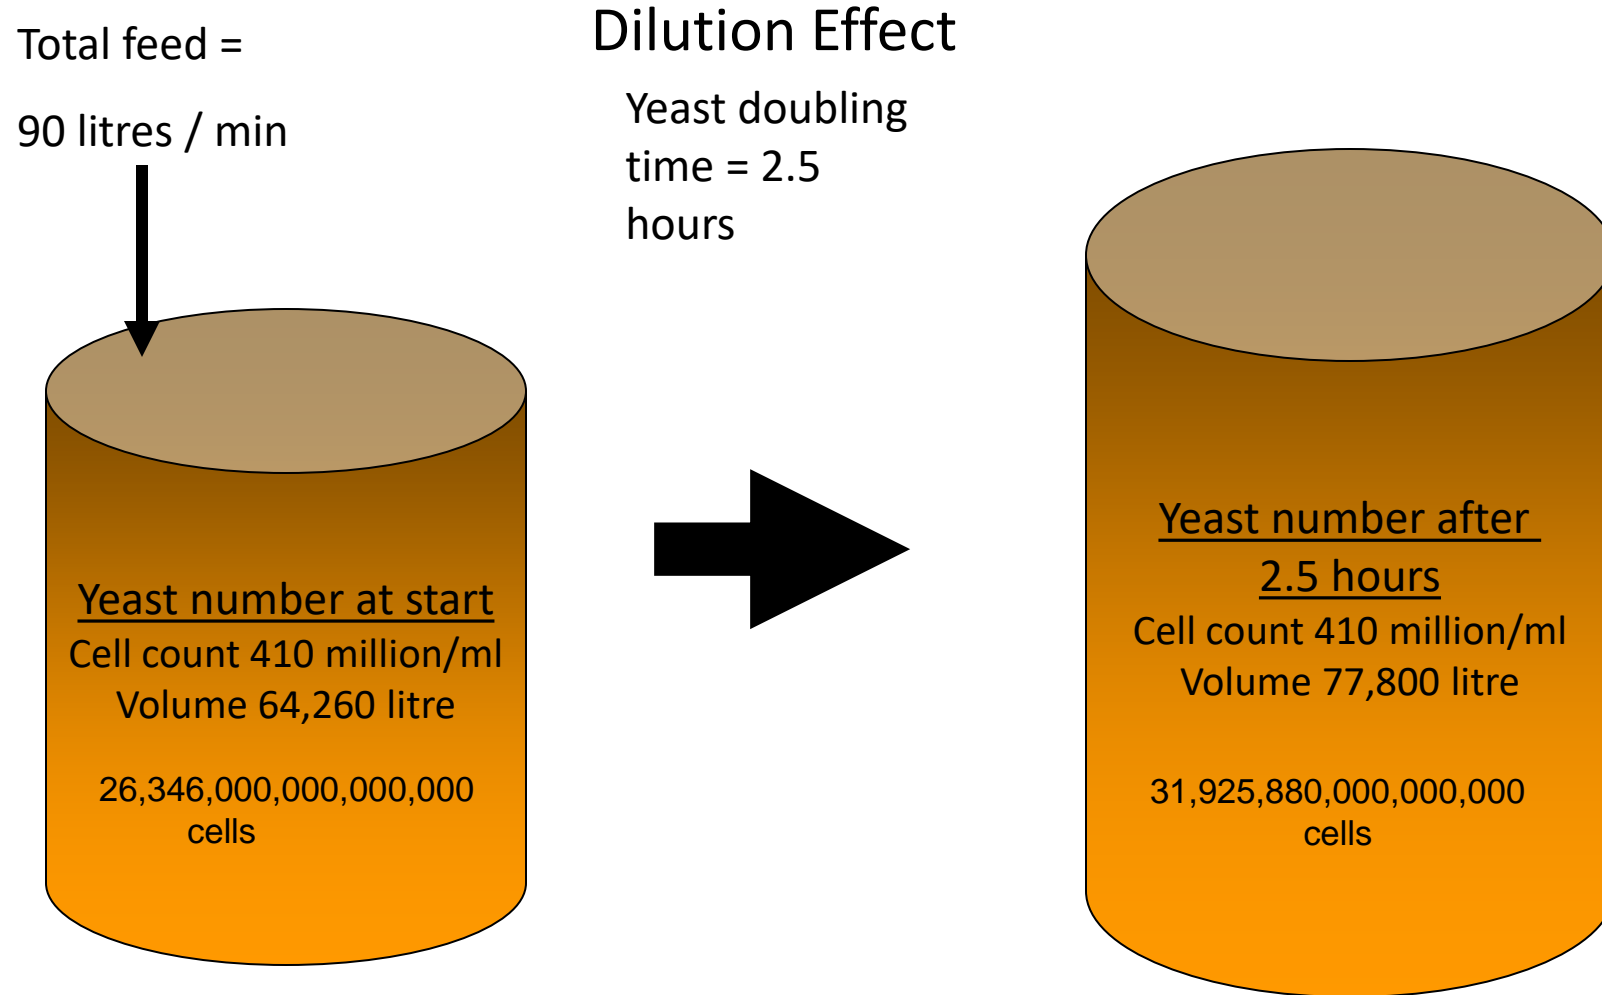 Total feed =
90 litres / min
Dilution Effect
Yeast doubling
time = 2.5
hours
Yeast number at start
Cell count 410 million/ml
Volume 64,260 litre
26,346,000,000,000,000
cells
Yeast number after
2.5 hours
Cell count 410 million/ml
Volume 77,800 litre
31,925,880,000,000,000
cells